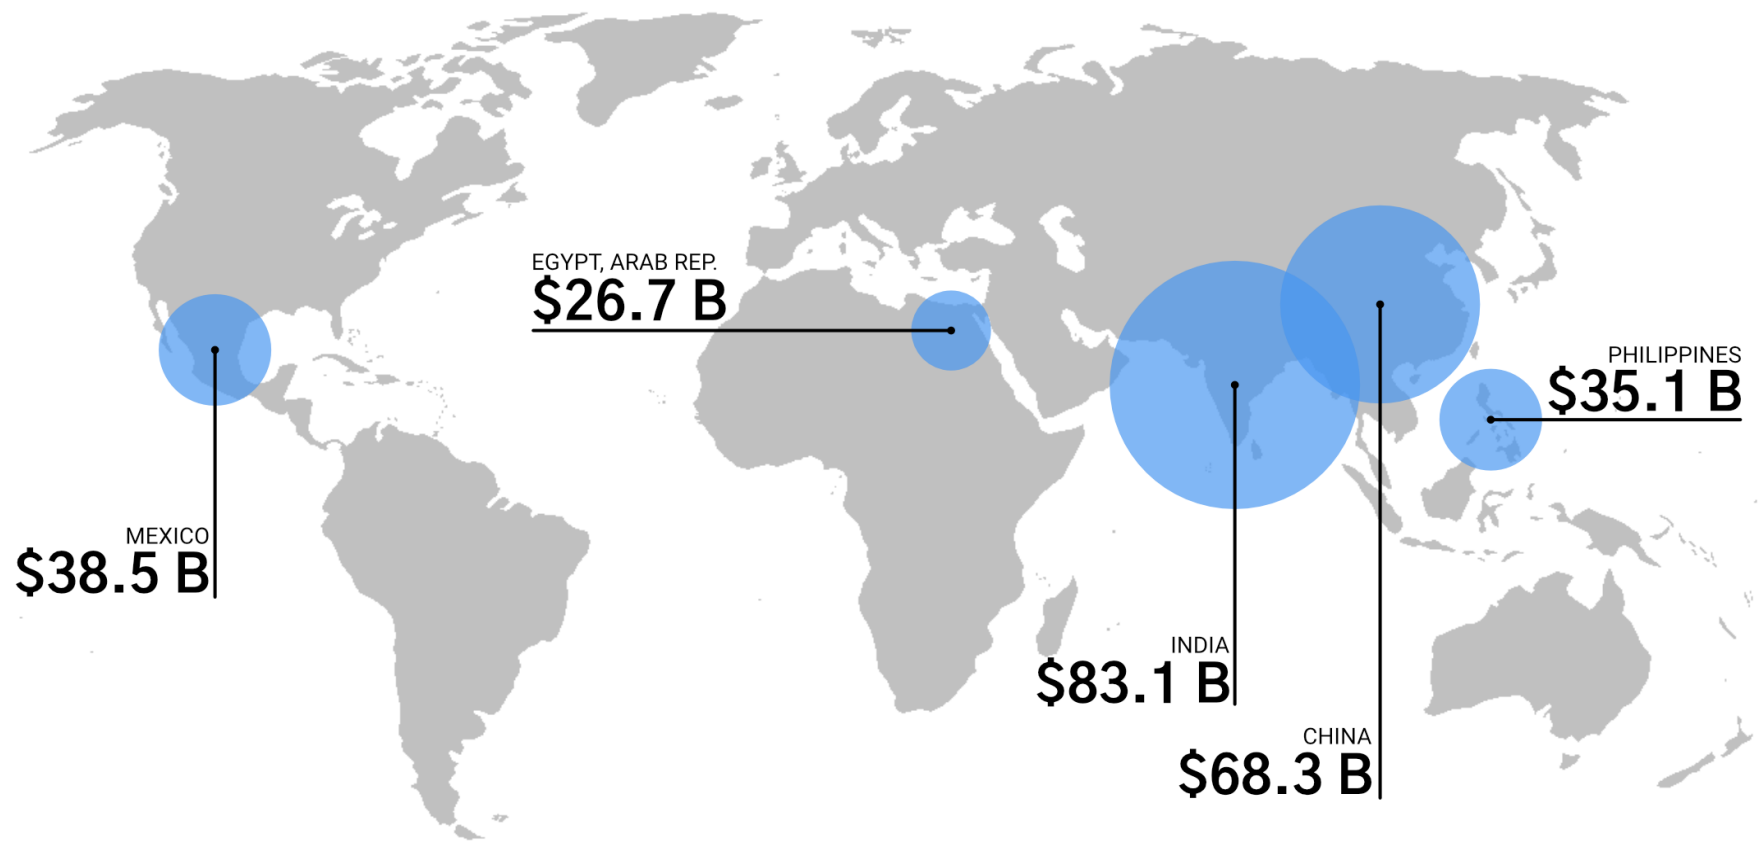 EGYPT, ARAB REP.
$26.7 B
PHILIPPINES
$35.1 B
MEXICO
$38.5 B
INDIA
$83.1 B
CHINA
$68.3 B